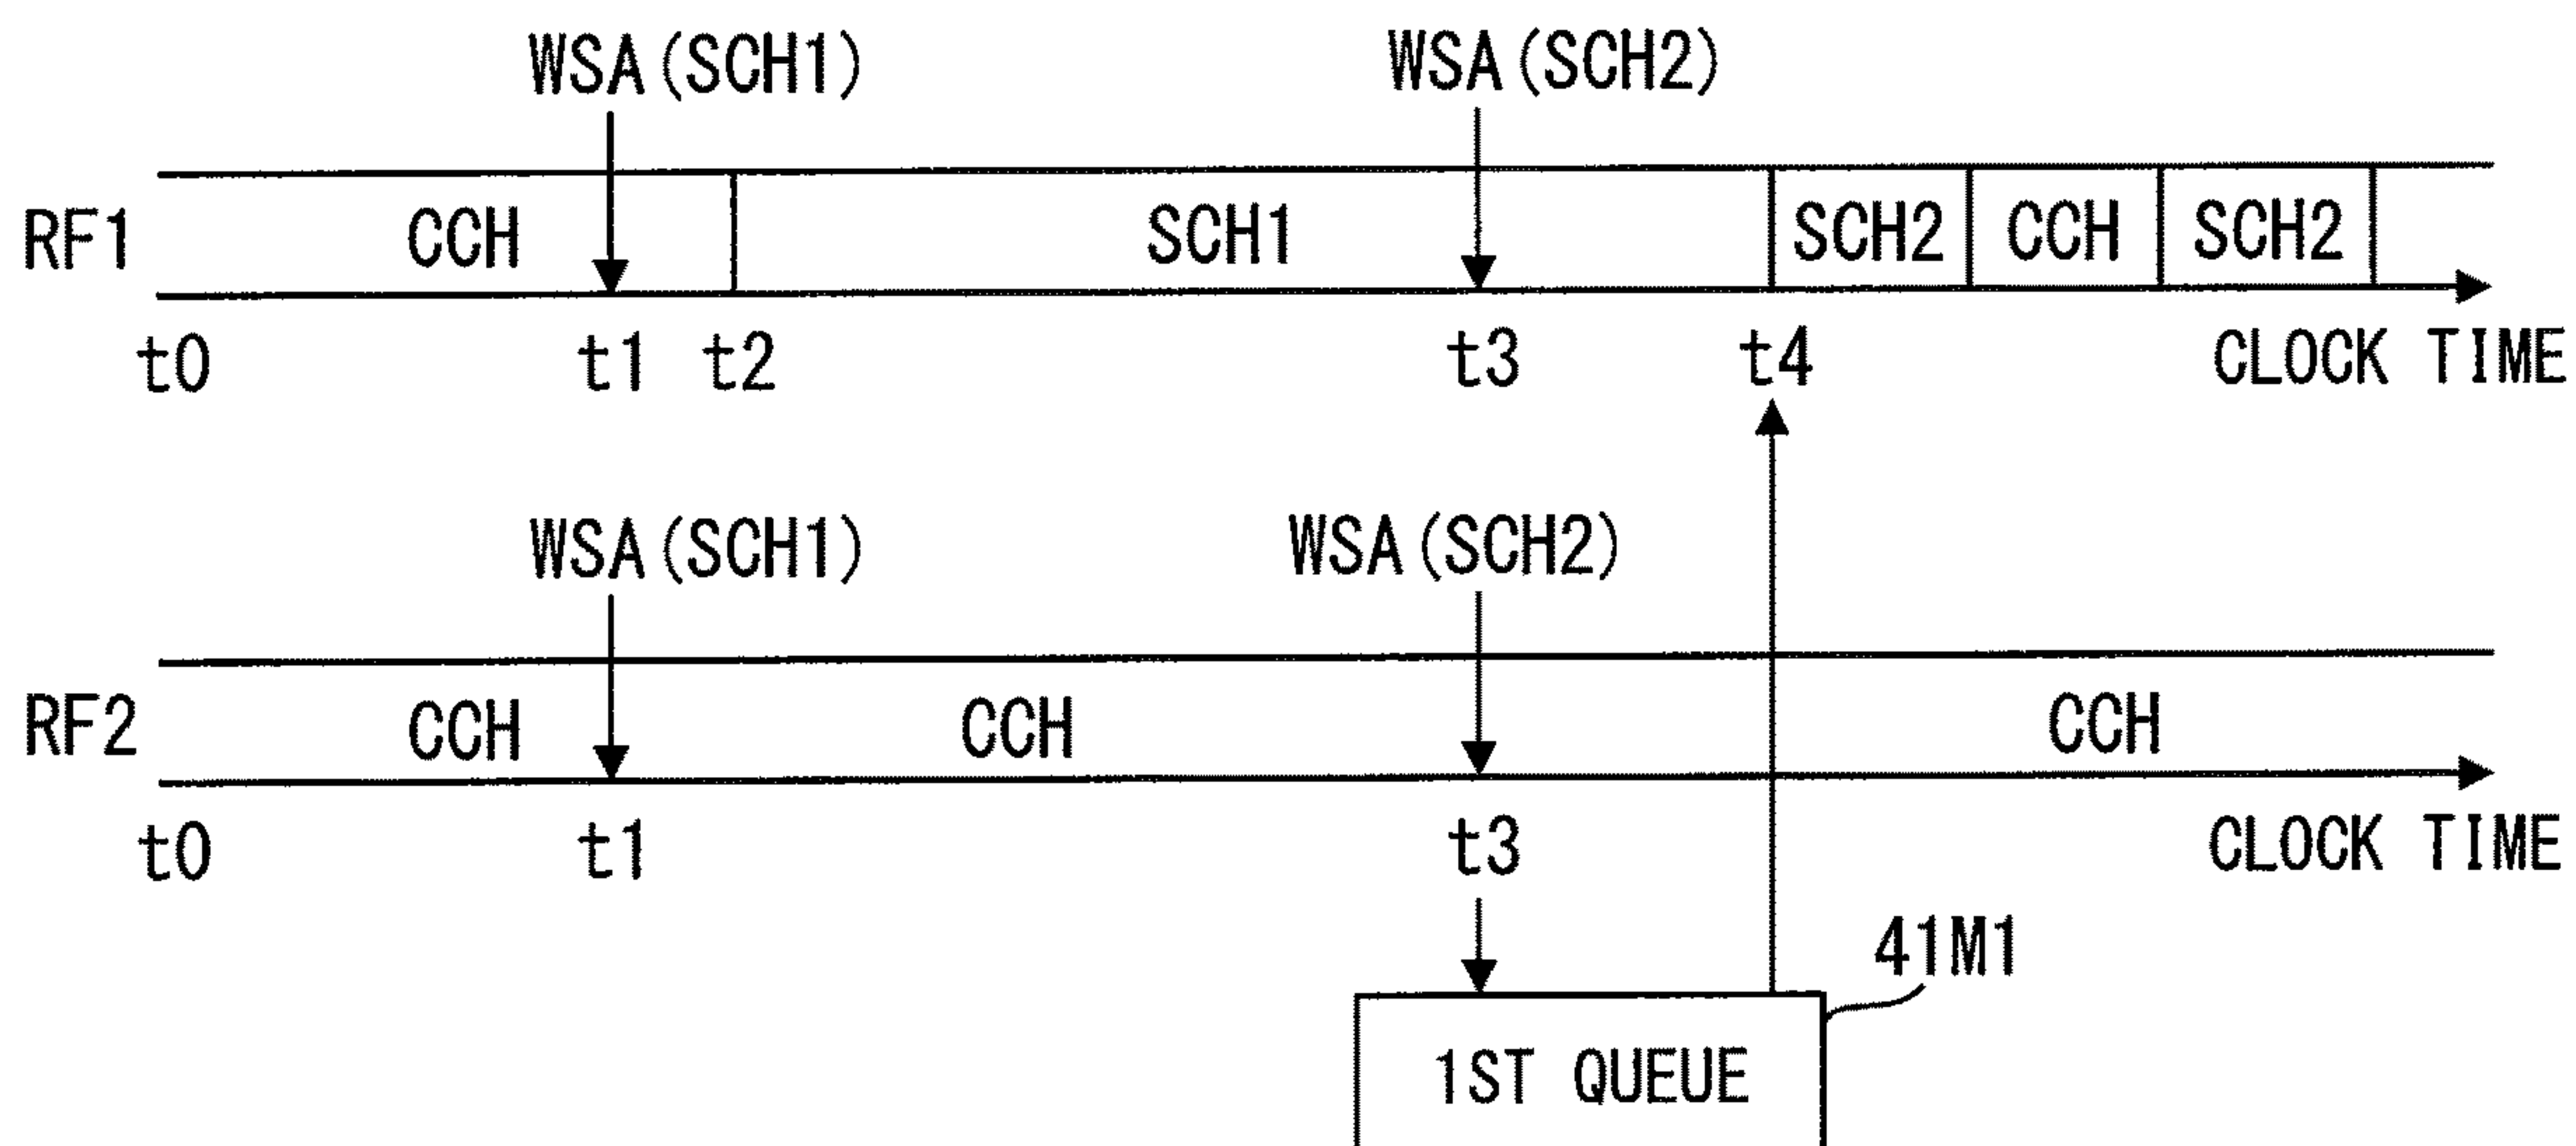 WSA(SCH1) WSA(SCH2)
RF1 CCH SCH1 SCH2 CCH SCH2
t0 t1 t2 t3 t4 CLOCK TIME
WSA(SCH1) WSA(SCH2)
RF2 CCH CCH CCH
t0 t1 t3 CLOCK TIME
41M1
1ST QUEUE